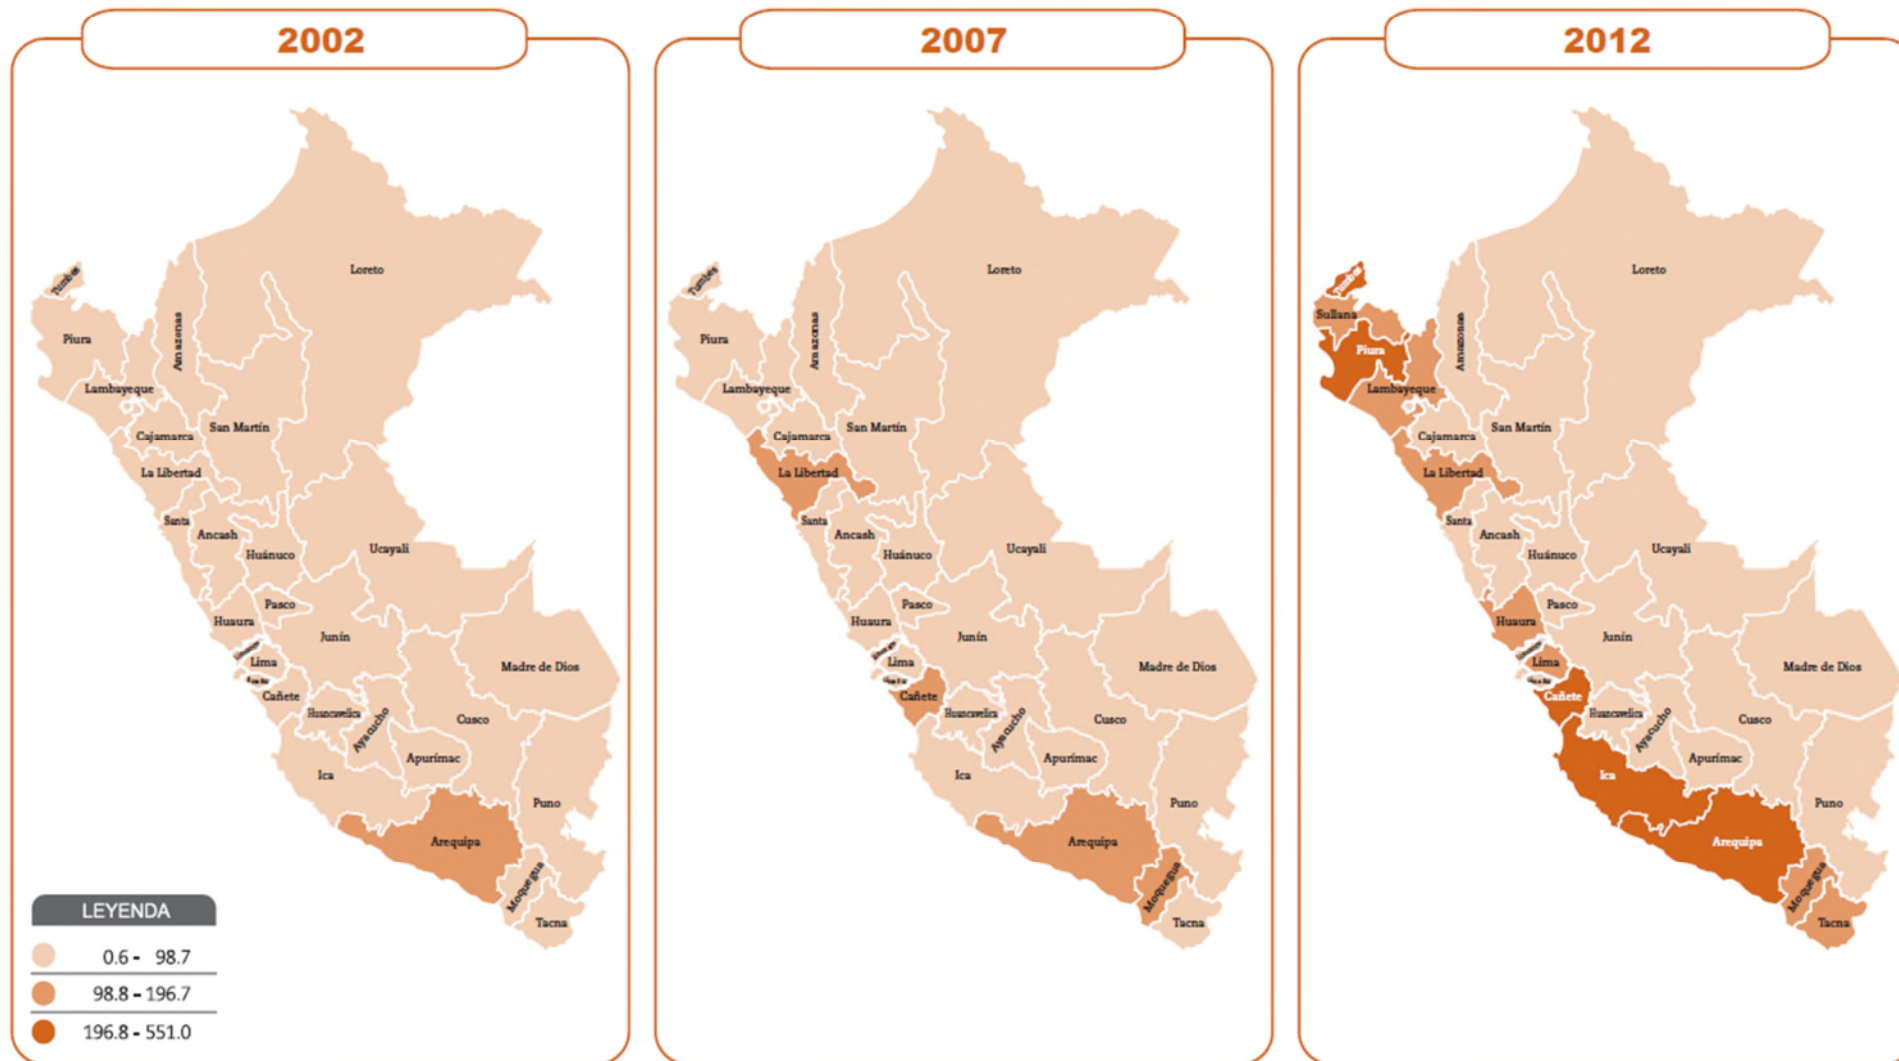 2002
Loreto
Tumbes
Piura
Amazonas
Lambayeque
San Martín
Cajamarca
La Libertad
Santa
Ancash
Huánuco
Ucayali
Pasco
Huaura
Junín
Lima
Madre de Dios
Cañete
Huancavelica
Ayacucho
Cusco
Apurímac
Ica
Puno
Arequipa
Moquegua
Tacna
LEYENDA
0.6 - 98.7
98.8 - 196.7
196.8 - 551.0
2007
Loreto
Tumbes
Piura
Amazonas
Lambayeque
San Martín
Cajamarca
La Libertad
Santa
Ancash
Huánuco
Ucayali
Pasco
Huaura
Junín
Lima
Madre de Dios
Cañete
Huancavelica
Ayacucho
Cusco
Apurímac
Ica
Puno
Arequipa
Moquegua
Tacna
2012
Loreto
Tumbes
Sullana
Piura
Amazonas
Lambayeque
San Martín
Cajamarca
La Libertad
Santa
Ancash
Huánuco
Ucayali
Pasco
Huaura
Junín
Lima
Madre de Dios
Cañete
Huancavelica
Ayacucho
Cusco
Apurímac
Ica
Puno
Arequipa
Moquegua
Tacna